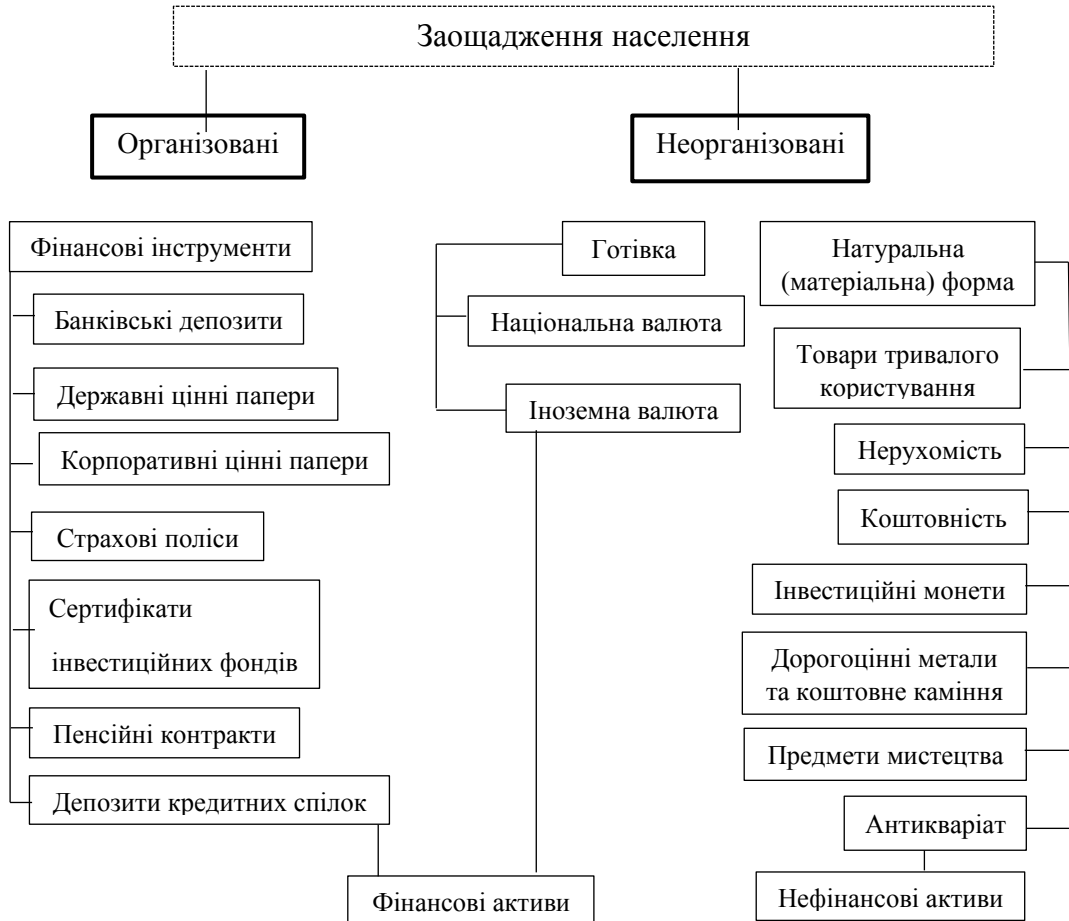 Заощадження населення
Організовані
Неорганізовані
Фінансові інструменти
Банківські депозити
Державні цінні папери
Корпоративні цінні папери
Страхові поліси
Сертифікати
інвестиційних фондів
Пенсійні контракти
Депозити кредитних спілок
Готівка
Національна валюта
Іноземна валюта
Фінансові активи
Натуральна
(матеріальна) форма
Товари тривалого
користування
Нерухомість
Коштовність
Інвестиційні монети
Дорогоцінні метали
та коштовне каміння
Предмети мистецтва
Антикваріат
Нефінансові активи